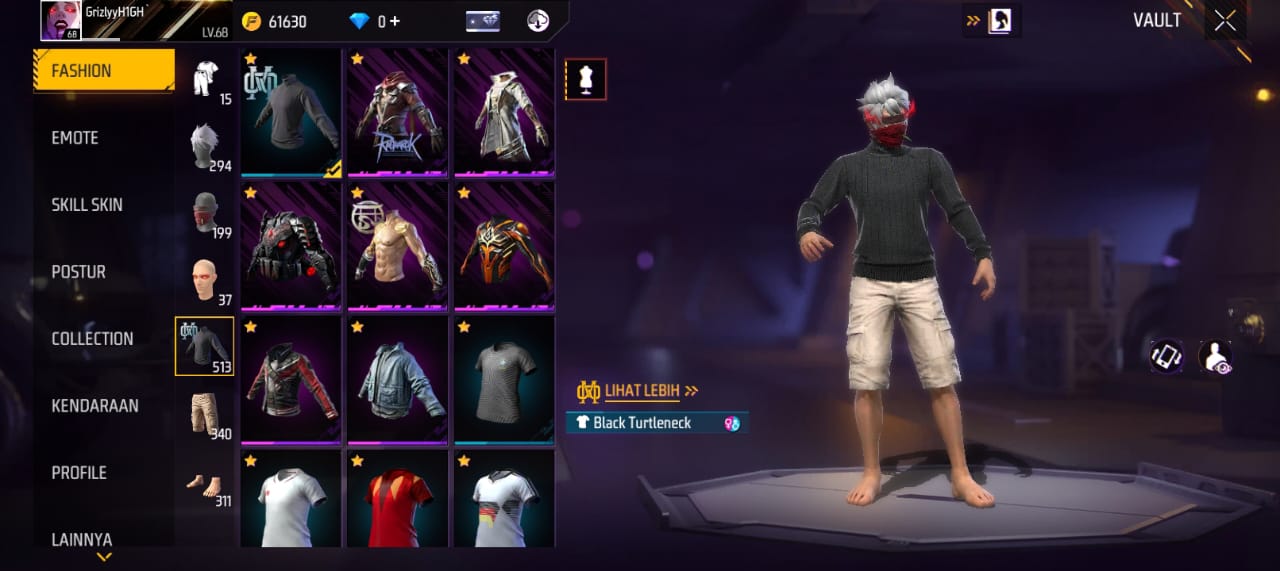 GrizlyyH1GH`
68
LV.68
61630
0 +
VAULT
FASHION
EMOTE
SKILL SKIN
POSTUR
COLLECTION
KENDARAAN
PROFILE
LAINNYA
15
294
199
37
513
340
311
LIHAT LEBIH
Black Turtleneck